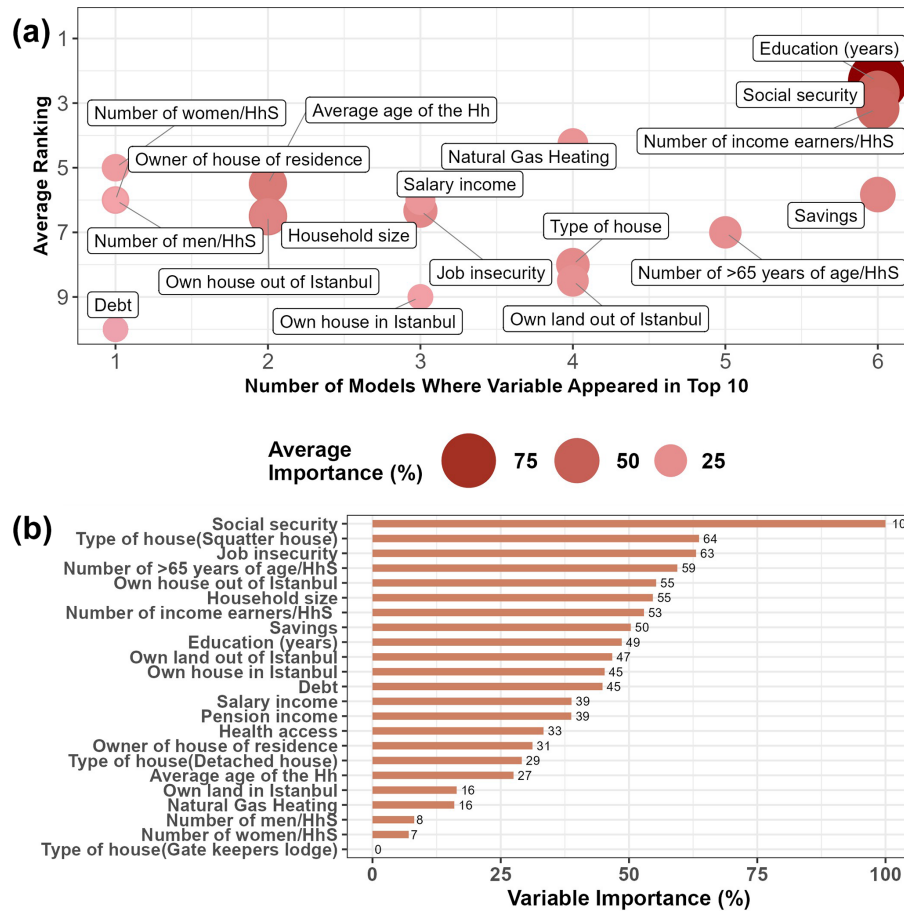 (a)
Average Ranking
1
3
5
7
9
Education (years)
Social security
Number of women/HhS
Average age of the Hh
Number of income earners/HhS
Owner of house of residence
Natural Gas Heating
Salary income
Savings
Type of house
Number of men/HhS
Household size
Job insecurity
Number of >65 years of age/HhS
Own house out of Istanbul
Debt
Own house in Istanbul
Own land out of Istanbul
1 2 3 4 5 6
Number of Models Where Variable Appeared in Top 10
Average
Importance (%)
75 50 25
(b)
Social security 10
Type of house(Squatter house) 64
Job insecurity 63
Number of >65 years of age/HhS 59
Own house out of Istanbul 55
Household size 55
Number of income earners/HhS 53
Savings 50
Education (years) 49
Own land out of Istanbul 47
Own house in Istanbul 45
Debt 45
Salary income 39
Pension income 39
Health access 33
Owner of house of residence 31
Type of house(Detached house) 29
Average age of the Hh 27
Own land in Istanbul 16
Natural Gas Heating 16
Number of men/HhS 8
Number of women/HhS 7
Type of house(Gate keepers lodge) 0
0 25 50 75 100
Variable Importance (%)